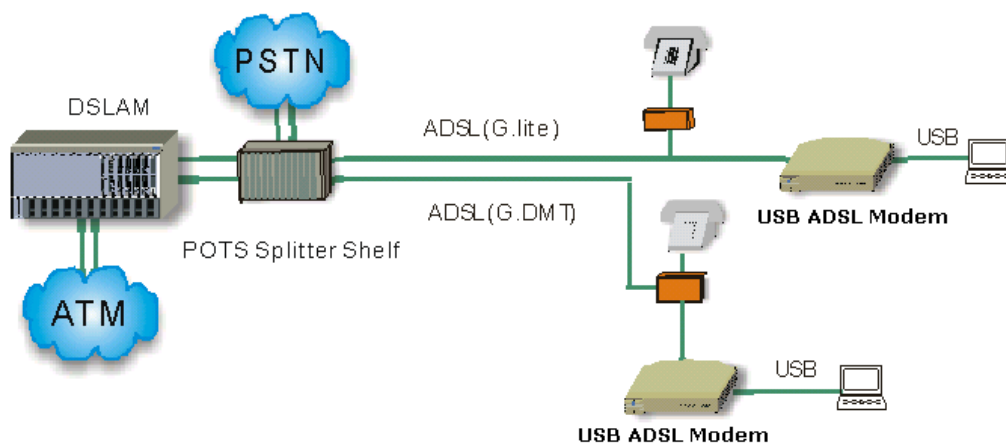 PSTN
DSLAM
ADSL(G.lite)
USB
ADSL(G.DMT)
USB ADSL Modem
POTS Splitter Shelf
ATM
USB
USB ADSL Modem